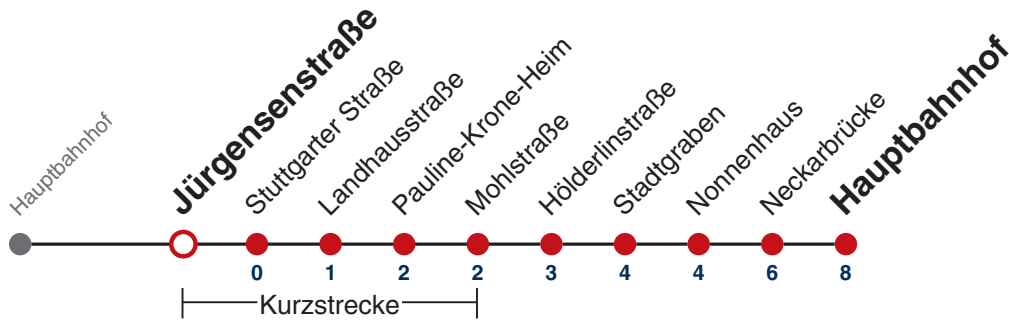 Hauptbahnhof
Jürgensenstraße
Stuttgarter Straße
Landhausstraße
Pauline-Krone-Heim
Mohlstraße
Hölderlinstraße
Stadtgraben
Nonnenhaus
Neckarbrücke
Hauptbahnhof
0 1 2 2 3 4 4 6 8
Kurzstrecke